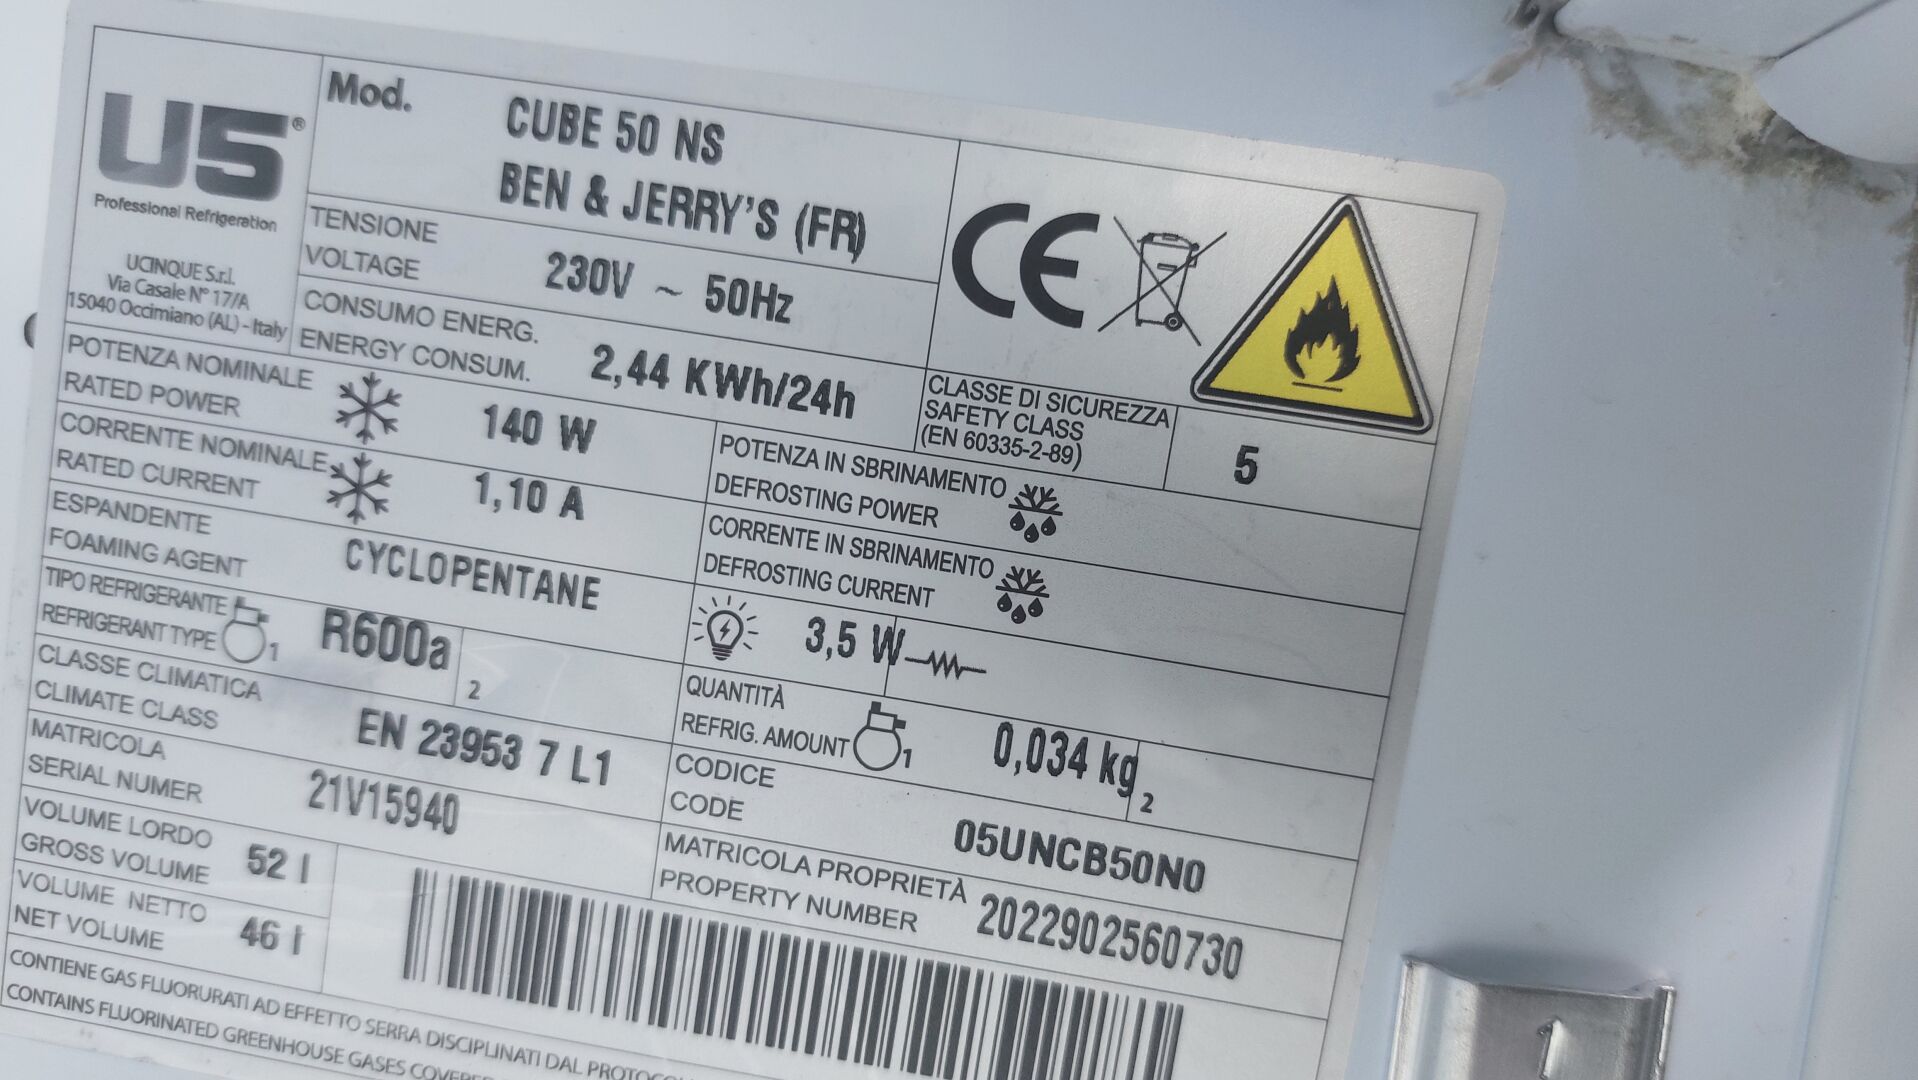 US®
Professional Refrigeration
UCINQUE S.r.l.
Via Casale N° 17/A
15040 Occimiano (AL) - Italy
Mod.
CUBE 50 NS
BEN & JERRY'S (FR)
TENSIONE
VOLTAGE
230V ~ 50Hz
CONSUMO ENERG.
ENERGY CONSUM.
2,44 KWh/24h
CE
CLASSE DI SICUREZZA
SAFETY CLASS
(EN 60335-2-89)
5
POTENZA NOMINALE
RATED POWER
140 W
CORRENTE NOMINALE
RATED CURRENT
1,10 A
POTENZA IN SBRINAMENTO
DEFROSTING POWER
CORRENTE IN SBRINAMENTO
DEFROSTING CURRENT
ESPANDENTE
FOAMING AGENT
CYCLOPENTANE
3,5 W
TIPO REFRIGERANTE
REFRIGERANT TYPE
1
R600a
2
QUANTITÀ
REFRIG. AMOUNT
1
0,034 kg
2
CLASSE CLIMATICA
CLIMATE CLASS
EN 23953 7 L1
CODICE
CODE
05UNCB50N0
MATRICOLA
SERIAL NUMER
21V15940
MATRICOLA PROPRIETÀ
PROPERTY NUMBER
2022902560730
VOLUME LORDO
GROSS VOLUME
52 l
VOLUME NETTO
NET VOLUME
46 l
CONTIENE GAS FLUORURATI AD EFFETTO SERRA DISCIPLINATI DAL
CONTAINS FLUORINATED GREENHOUSE GASES
1